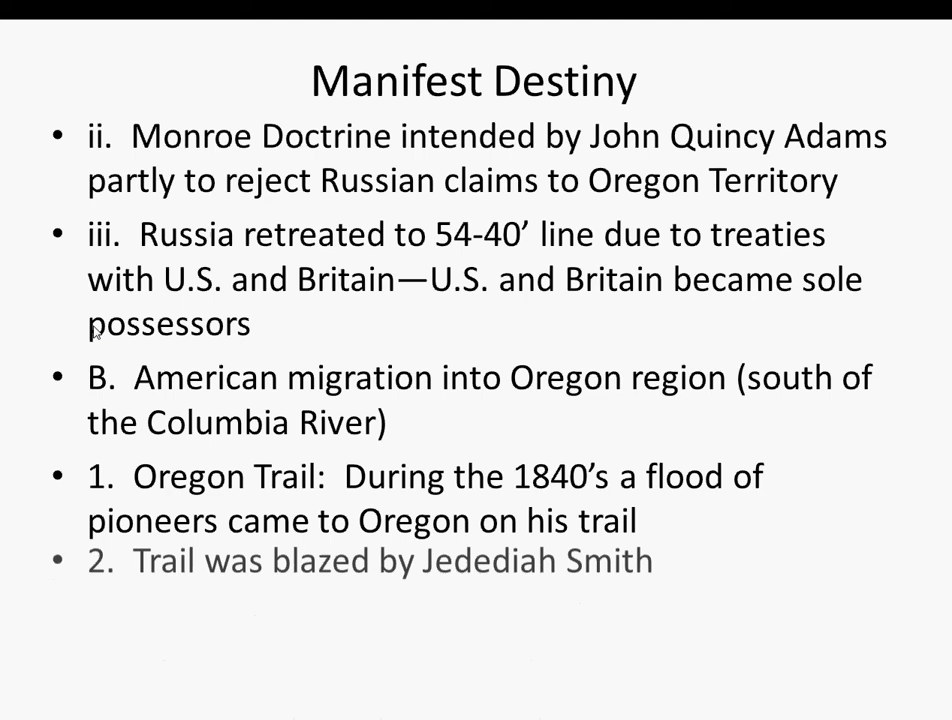 Manifest Destiny
• ii. Monroe Doctrine intended by John Quincy Adams
partly to reject Russian claims to Oregon Territory
• iii. Russia retreated to 54-40’ line due to treaties
with U.S. and Britain—U.S. and Britain became sole
possessors
• B. American migration into Oregon region (south of
the Columbia River)
• 1. Oregon Trail: During the 1840’s a flood of
pioneers came to Oregon on his trail
• 2. Trail was blazed by Jedediah Smith